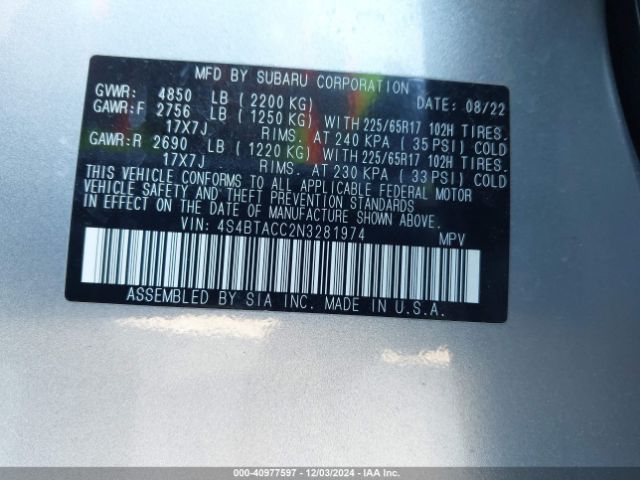 MFD BY SUBARU CORPORATION
GVWR: 4850 LB ( 2200 KG) DATE: 08/22
GAWR:F 2756 LB ( 1250 KG) WITH 225/65R17 102H TIRES.
17X7J RIMS. AT 240 KPA ( 35 PSI) COLD
GAWR:R 2690 LB ( 1220 KG) WITH 225/65R17 102H TIRES.
17X7J RIMS. AT 230 KPA ( 33 PSI) COLD
THIS VEHICLE CONFORMS TO ALL APPLICABLE FEDERAL MOTOR
VEHICLE SAFETY AND THEFT PREVENTION STANDARDS
IN EFFECT ON THE DATE OF MANUFACTURE SHOWN ABOVE.
VIN: 4S4BTACC2N3281974 MPV
ASSEMBLED BY SIA INC. MADE IN U.S.A.
000-40977597 - 12/03/2024 - IAA Inc.